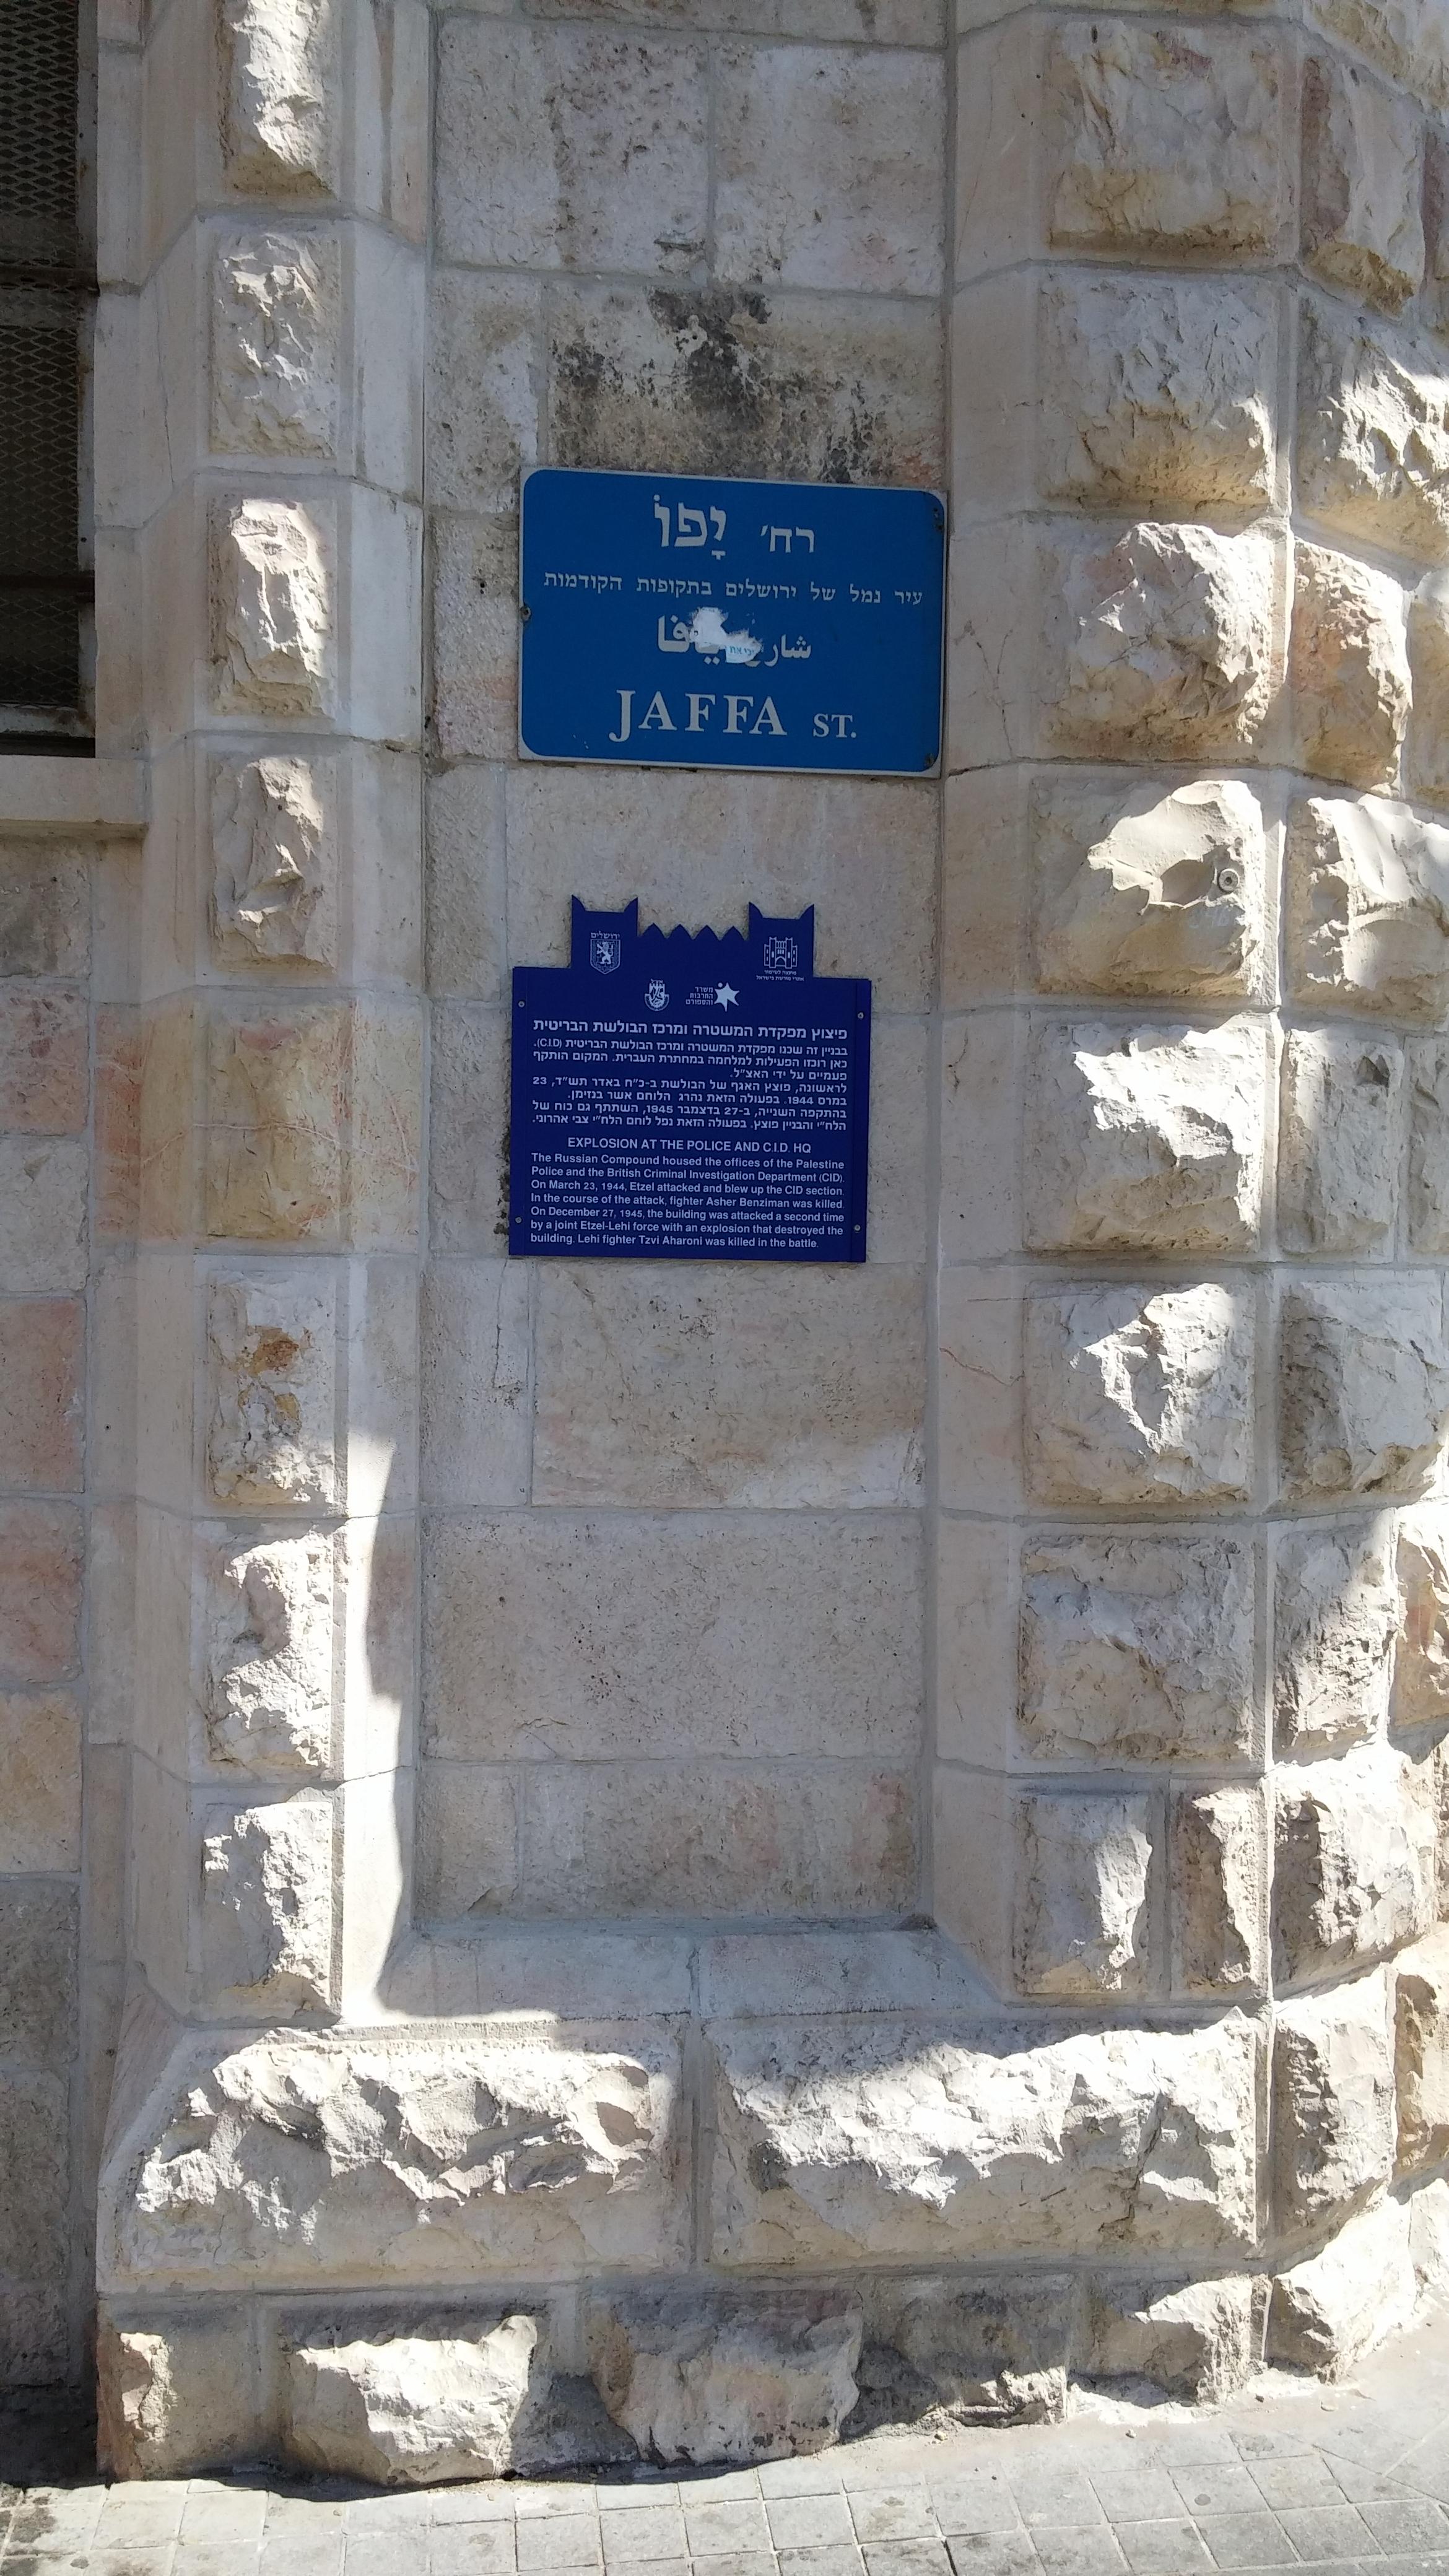 רח' יָפוֹ
עיר נמל של ירושלים בתקופות הקודמות
شارع يافا
JAFFA ST.
ירושלים
המועצה לשימור
אתרי מורשת בישראל
משרד
התרבות
והספורט
פיצוץ מפקדת המשטרה ומרכז הבולשת הבריטית
בבניין זה שכנו מפקדת המשטרה ומרכז הבולשת הבריטית (C.I.D).
כאן רוכזו הפעילות למלחמה במחתרת העברית. המקום הותקף
פעמיים על ידי האצ"ל.
לראשונה, פוצץ האגף של הבולשת ב-כ"ח באדר תש"ד, 23
במרס 1944. בפעולה הזאת נהרג הלוחם אשר בנזימן.
בהתקפה השנייה, ב-27 בדצמבר 1945, השתתף גם כוח של
הלח"י והבניין פוצץ. בפעולה הזאת נפל לוחם הלח"י צבי אהרוני.
EXPLOSION AT THE POLICE AND C.I.D. HQ
The Russian Compound housed the offices of the Palestine
Police and the British Criminal Investigation Department (CID).
On March 23, 1944, Etzel attacked and blew up the CID section.
In the course of the attack, fighter Asher Benziman was killed.
On December 27, 1945, the building was attacked a second time
by a joint Etzel-Lehi force with an explosion that destroyed the
building. Lehi fighter Tzvi Aharoni was killed in the battle.